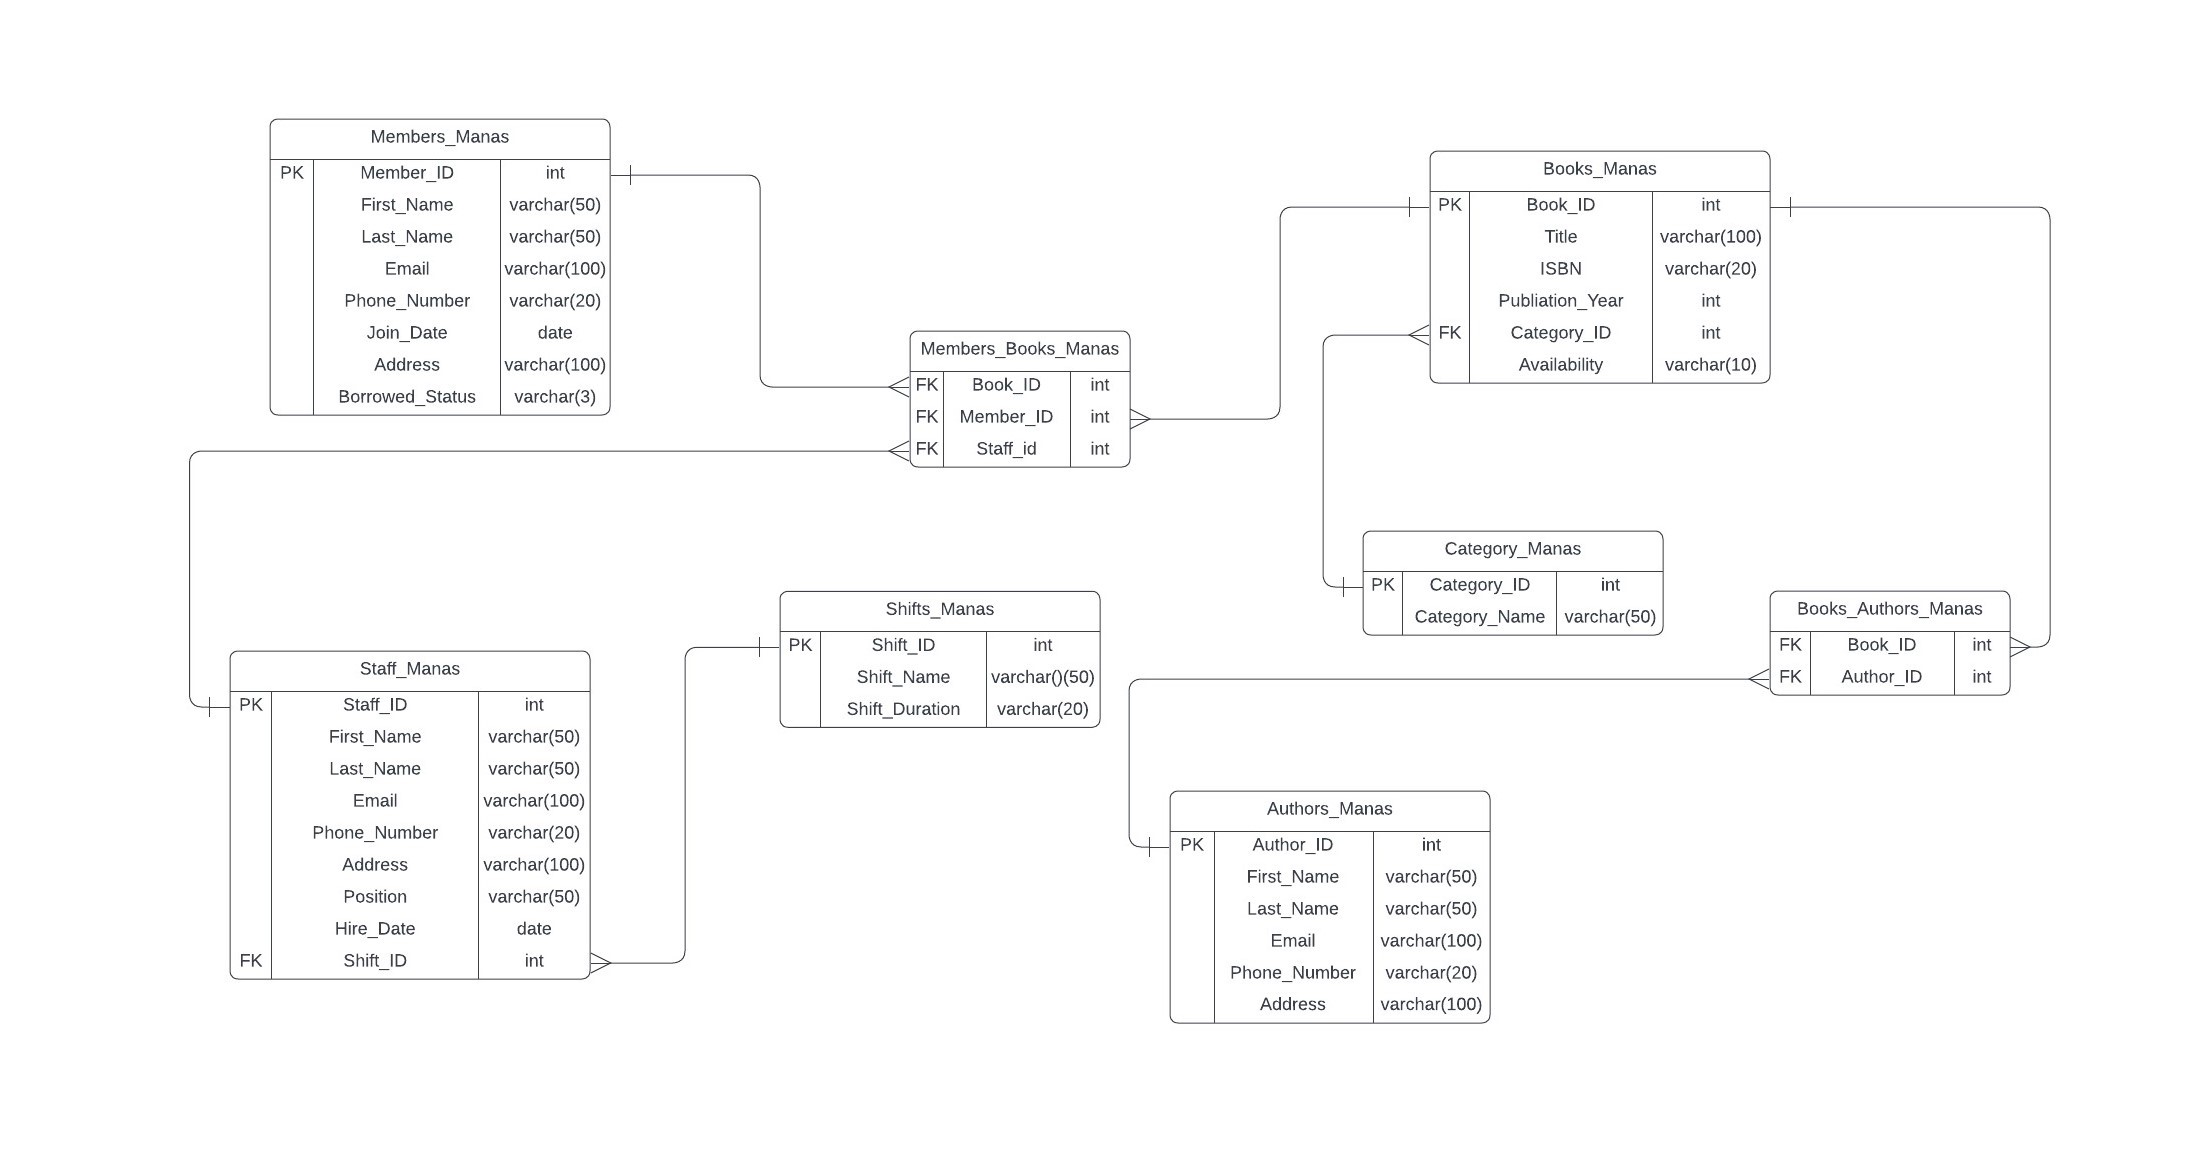 Members_Manas
PK Member_ID int
First_Name varchar(50)
Last_Name varchar(50)
Email varchar(100)
Phone_Number varchar(20)
Join_Date date
Address varchar(100)
Borrowed_Status varchar(3)
Books_Manas
PK Book_ID int
Title varchar(100)
ISBN varchar(20)
Publiation_Year int
FK Category_ID int
Availability varchar(10)
Members_Books_Manas
FK Book_ID int
FK Member_ID int
FK Staff_id int
Category_Manas
PK Category_ID int
Category_Name varchar(50)
Shifts_Manas
PK Shift_ID int
Shift_Name varchar()(50)
Shift_Duration varchar(20)
Books_Authors_Manas
FK Book_ID int
FK Author_ID int
Staff_Manas
PK Staff_ID int
First_Name varchar(50)
Last_Name varchar(50)
Email varchar(100)
Phone_Number varchar(20)
Address varchar(100)
Position varchar(50)
Hire_Date date
FK Shift_ID int
Authors_Manas
PK Author_ID int
First_Name varchar(50)
Last_Name varchar(50)
Email varchar(100)
Phone_Number varchar(20)
Address varchar(100)